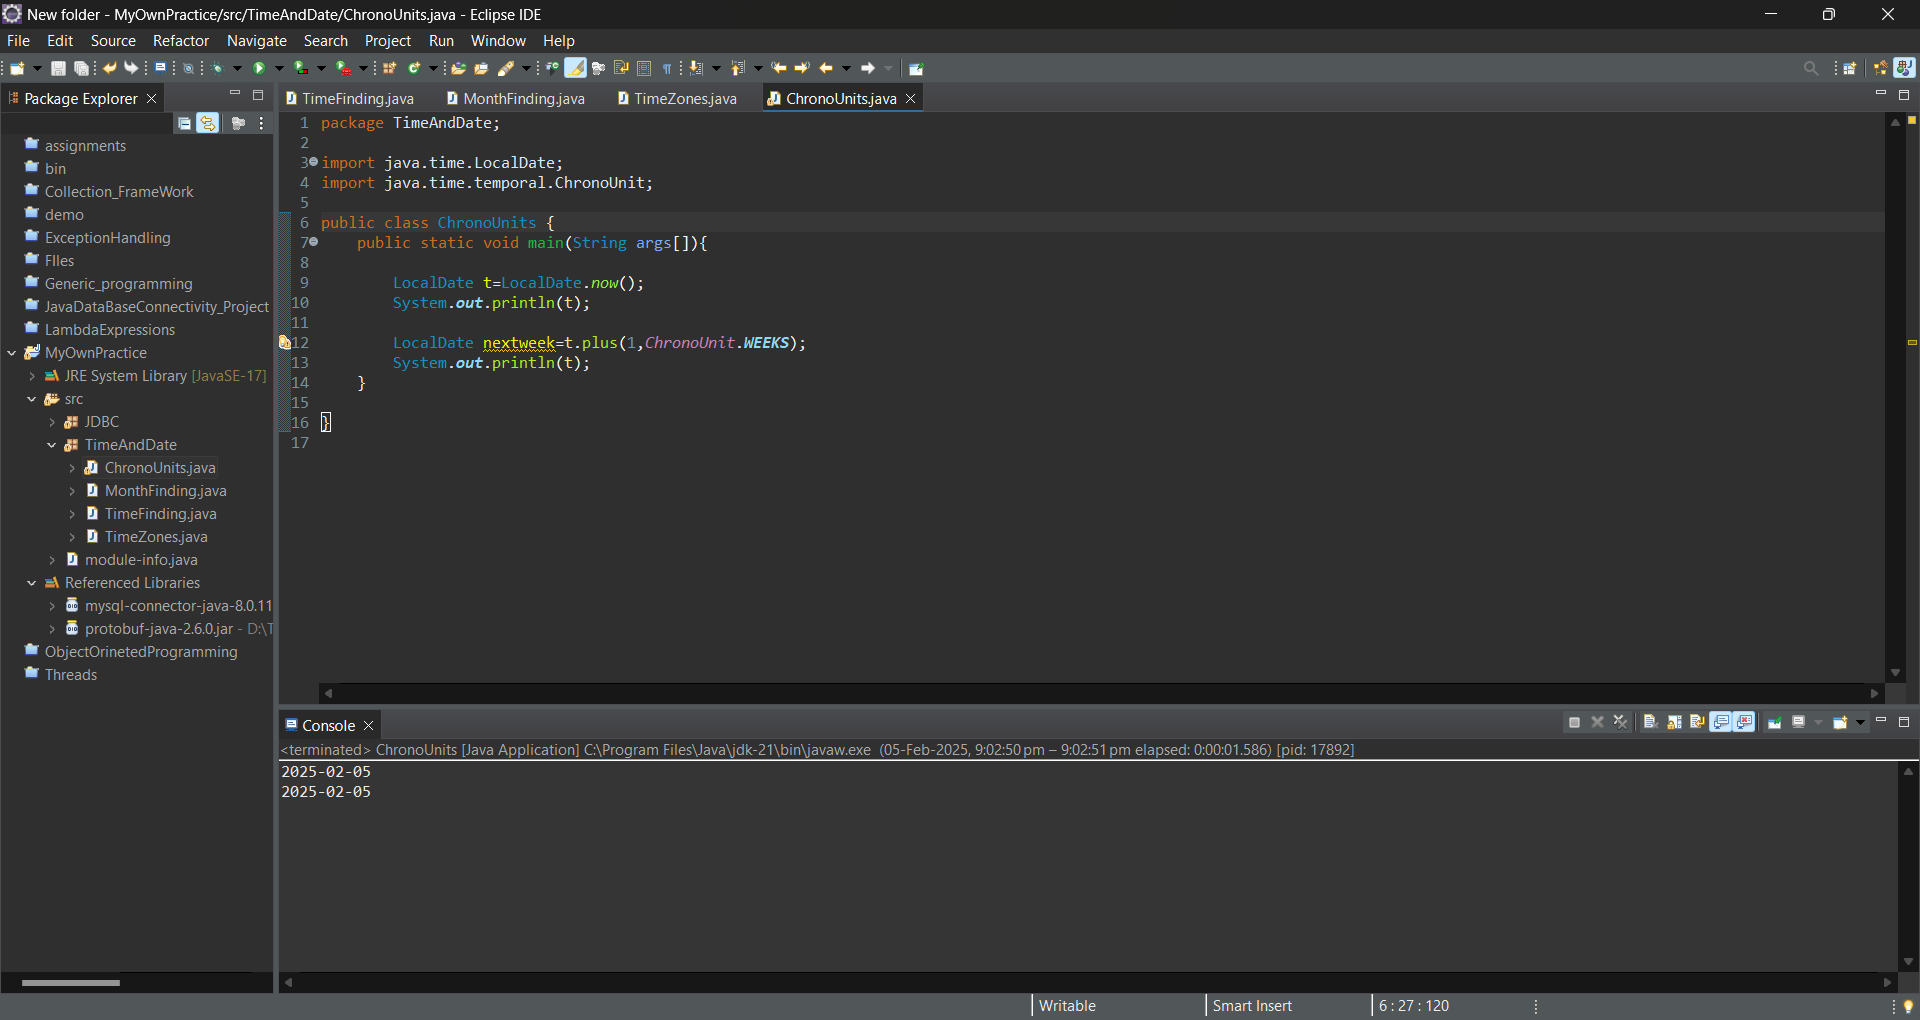 New folder - MyOwnPractice/src/TimeAndDate/ChronoUnits.java - Eclipse IDE
File Edit Source Refactor Navigate Search Project Run Window Help
Package Explorer
TimeFinding.java MonthFinding.java TimeZones.java ChronoUnits.java
assignments
bin
Collection_FrameWork
demo
ExceptionHandling
FIles
Generic_programming
JavaDataBaseConnectivity_Project
LambdaExpressions
MyOwnPractice
JRE System Library [JavaSE-17]
src
JDBC
TimeAndDate
ChronoUnits.java
MonthFinding.java
TimeFinding.java
TimeZones.java
module-info.java
Referenced Libraries
mysql-connector-java-8.0.11
protobuf-java-2.6.0.jar - D:\T
ObjectOrinetedProgramming
Threads
1 package TimeAndDate;
2
3 import java.time.LocalDate;
4 import java.time.temporal.ChronoUnit;
5
6 public class ChronoUnits {
7 public static void main(String args[]){
8
9 LocalDate t=LocalDate.now();
10 System.out.println(t);
11
12 LocalDate nextweek=t.plus(1,ChronoUnit.WEEKS);
13 System.out.println(t);
14 }
15
16 }
17
Console
<terminated> ChronoUnits [Java Application] C:\Program Files\Java\jdk-21\bin\javaw.exe (05-Feb-2025, 9:02:50 pm – 9:02:51 pm elapsed: 0:00:01.586) [pid: 17892]
2025-02-05
2025-02-05
Writable Smart Insert 6 : 27 : 120